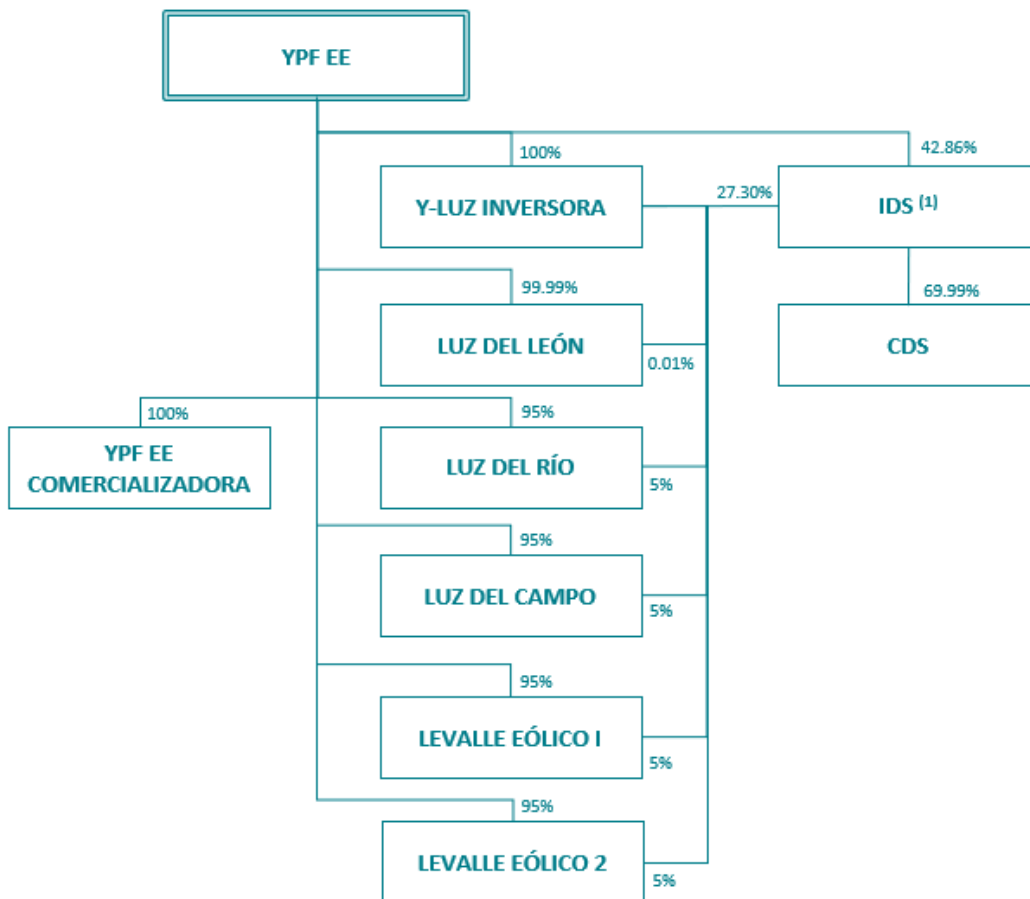 YPF EE
42.86%
100%
Y-LUZ INVERSORA
27.30%
IDS (1)
99.99%
69.99%
LUZ DEL LEÓN
0.01%
CDS
100%
95%
YPF EE
COMERCIALIZADORA
LUZ DEL RÍO
5%
95%
LUZ DEL CAMPO
5%
95%
LEVALLE EÓLICO I
5%
95%
LEVALLE EÓLICO 2
5%